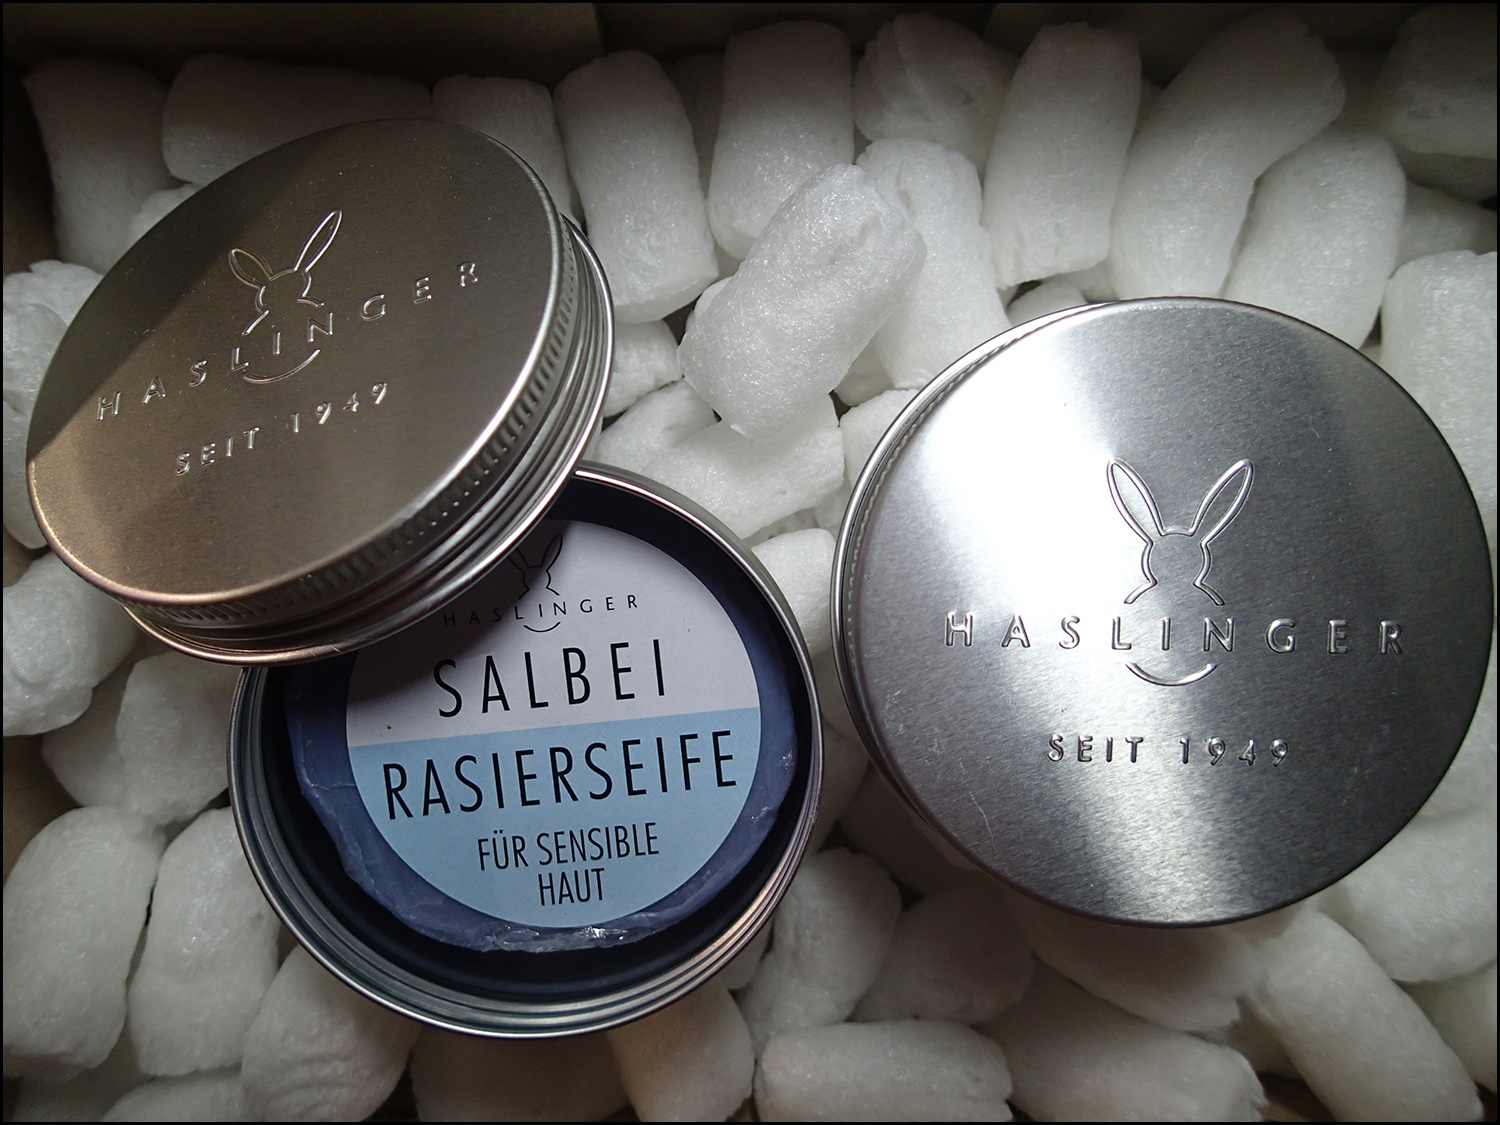 HASLINGER
SEIT 1949
HASLINGER
SALBEI
RASIERSEIFE
FÜR SENSIBLE
HAUT
HASLINGER
SEIT 1949